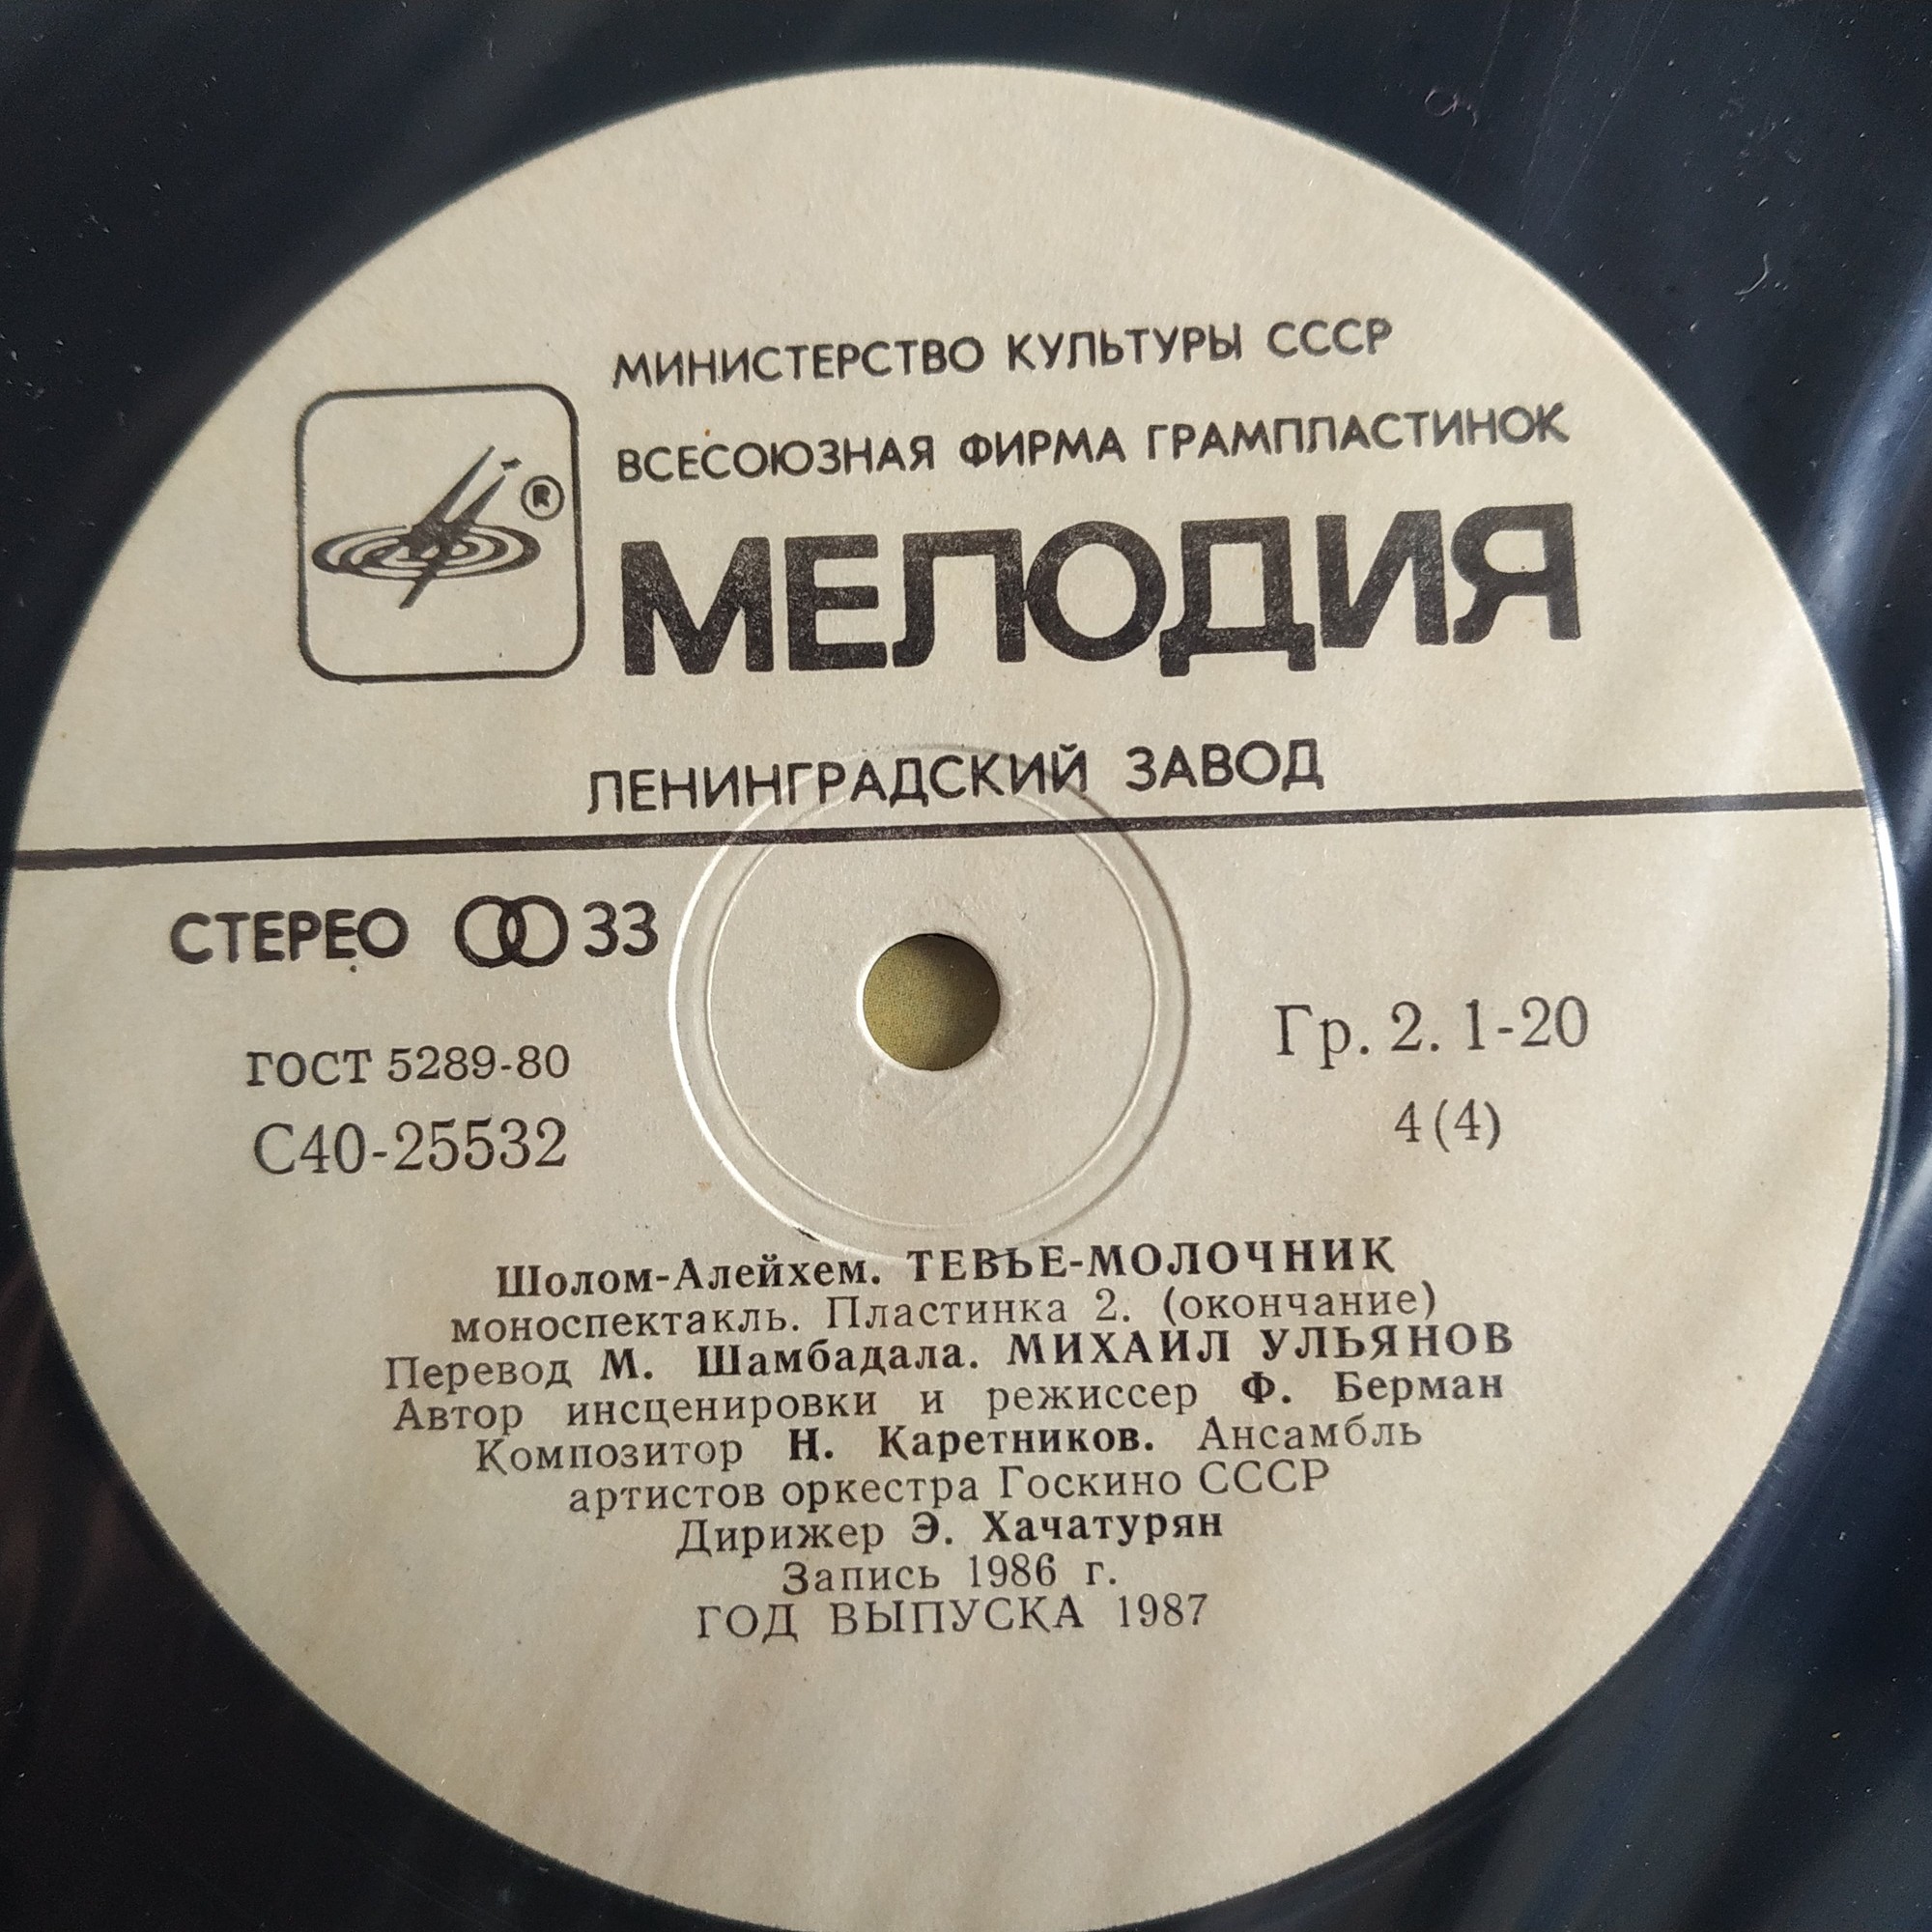 МИНИСТЕРСТВО КУЛЬТУРЫ СССР
ВСЕСОЮЗНАЯ ФИРМА ГРАМПЛАСТИНОК
®
МЕЛОДИЯ
ЛЕНИНГРАДСКИЙ ЗАВОД
СТЕРЕО 33
ГОСТ 5289-80
Гр. 2. 1-20
С40-25532
4(4)
Шолом-Алейхем. ТЕВЬЕ-МОЛОЧНИК
моноспектакль. Пластинка 2. (окончание)
Перевод М. Шамбадала. МИХАИЛ УЛЬЯНОВ
Автор инсценировки и режиссер Ф. Берман
Композитор Н. Каретников. Ансамбль
артистов оркестра Госкино СССР
Дирижер Э. Хачатурян
Запись 1986 г.
ГОД ВЫПУСКА 1987